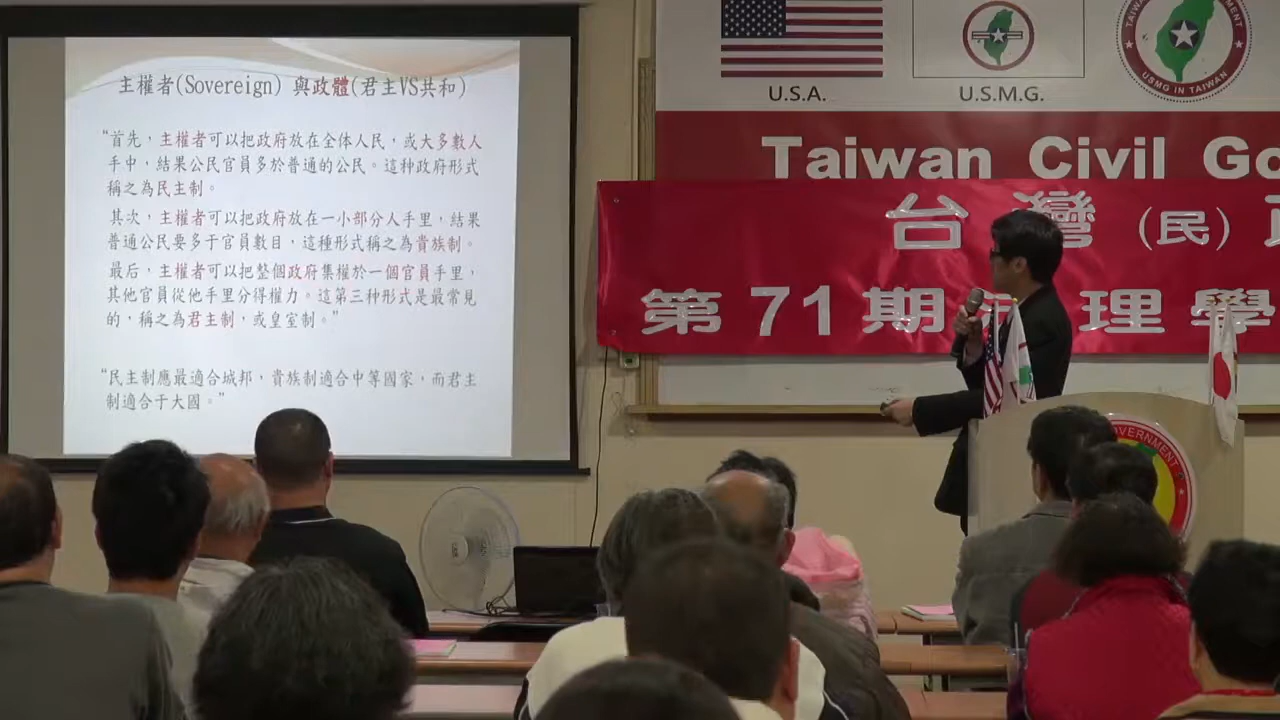 主權者(Sovereign) 與政體(君主VS共和)
“首先，主權者可以把政府放在全体人民，或大多數人
手中，結果公民官員多於普通的公民。這种政府形式
稱之為民主制。
其次，主權者可以把政府放在一小部分人手里，結果
普通公民要多于官員數目，這種形式稱之為貴族制。
最后，主權者可以把整個政府集權於一個官員手里，
其他官員從他手里分得權力。這第三种形式是最常見
的，稱之為君主制，或皇室制。”
“民主制應最適合城邦，貴族制適合中等國家，而君主
制適合于大國。”
U.S.A.
U.S.M.G.
USMG IN TAIWAN
Taiwan Civil Go
台灣(民)
第71期 理學